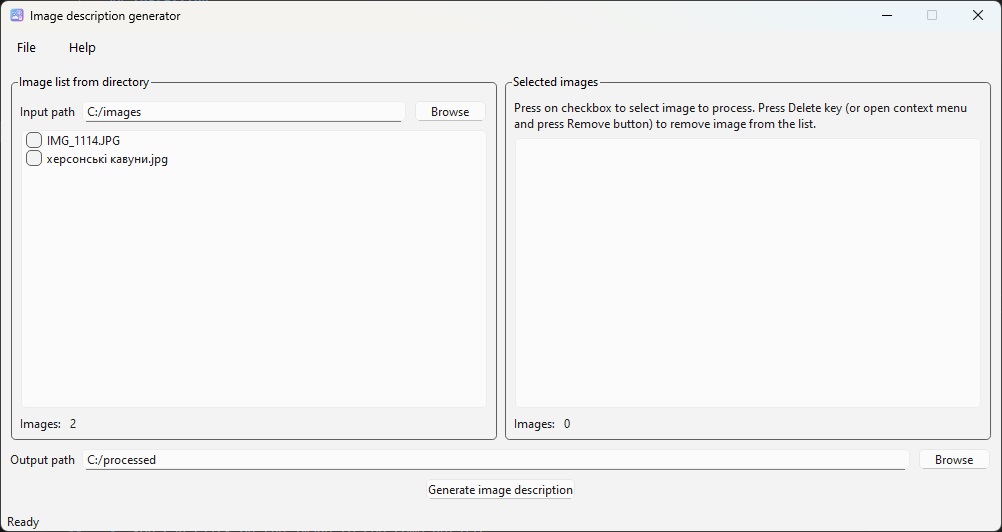 Image description generator
File Help
Image list from directory
Input path C:/images Browse
IMG_1114.JPG
херсонські кавуни.jpg
Images: 2
Selected images
Press on checkbox to select image to process. Press Delete key (or open context menu
and press Remove button) to remove image from the list.
Images: 0
Output path C:/processed Browse
Generate image description
Ready